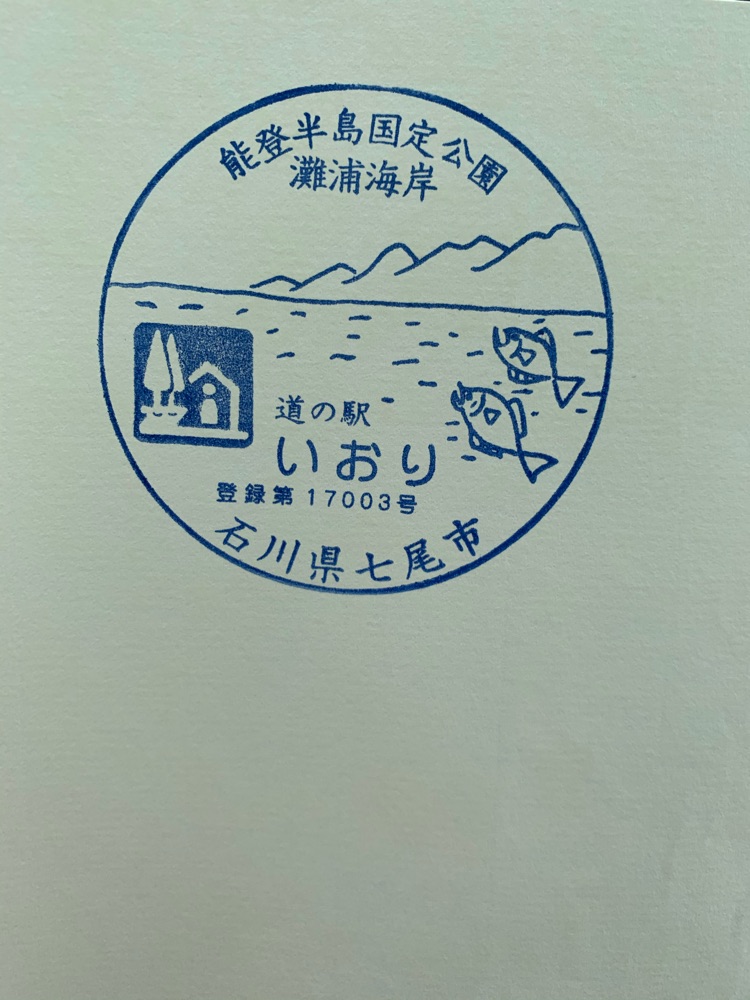 能登半島国定公園
灘浦海岸
道の駅
いおり
登録第17003号
石川県七尾市